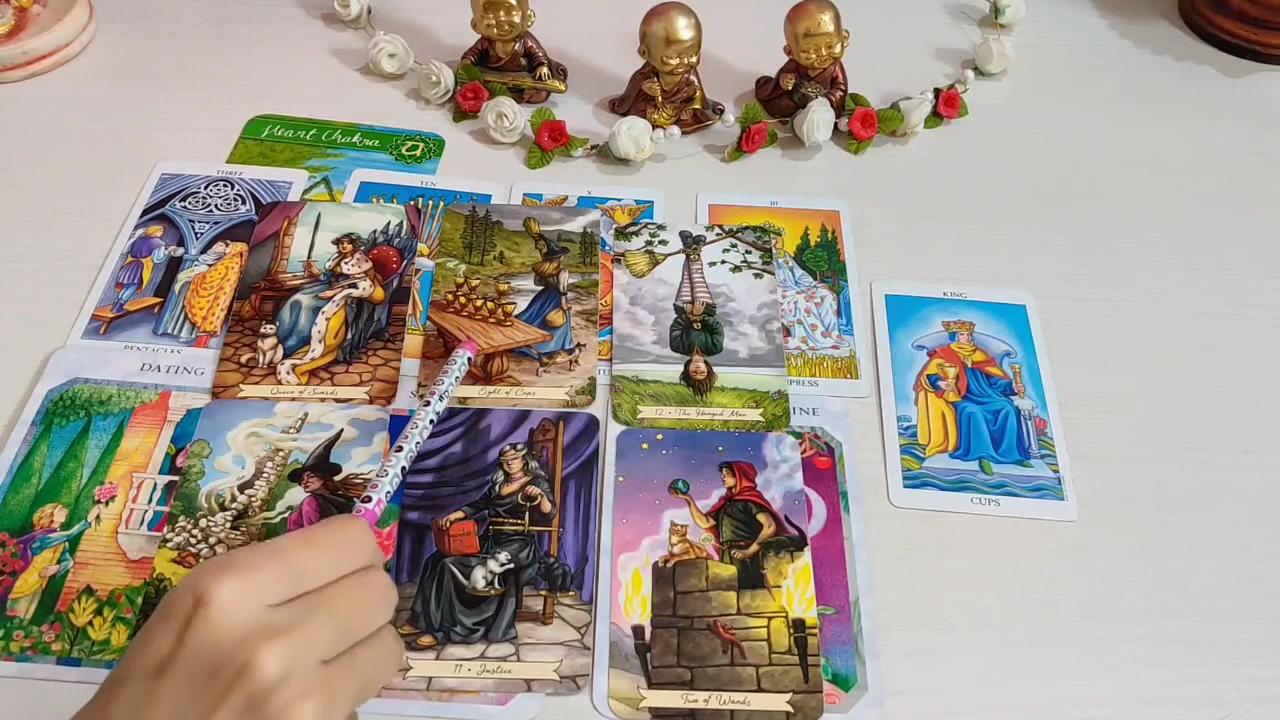 Heart Chakra
THREE
TEN
X
III
PENTACLES
KING
DATING
Queen of Swords
Eight of Cups
12 • The Hanged Man
CUPS
11 • Justice
Two of Wands